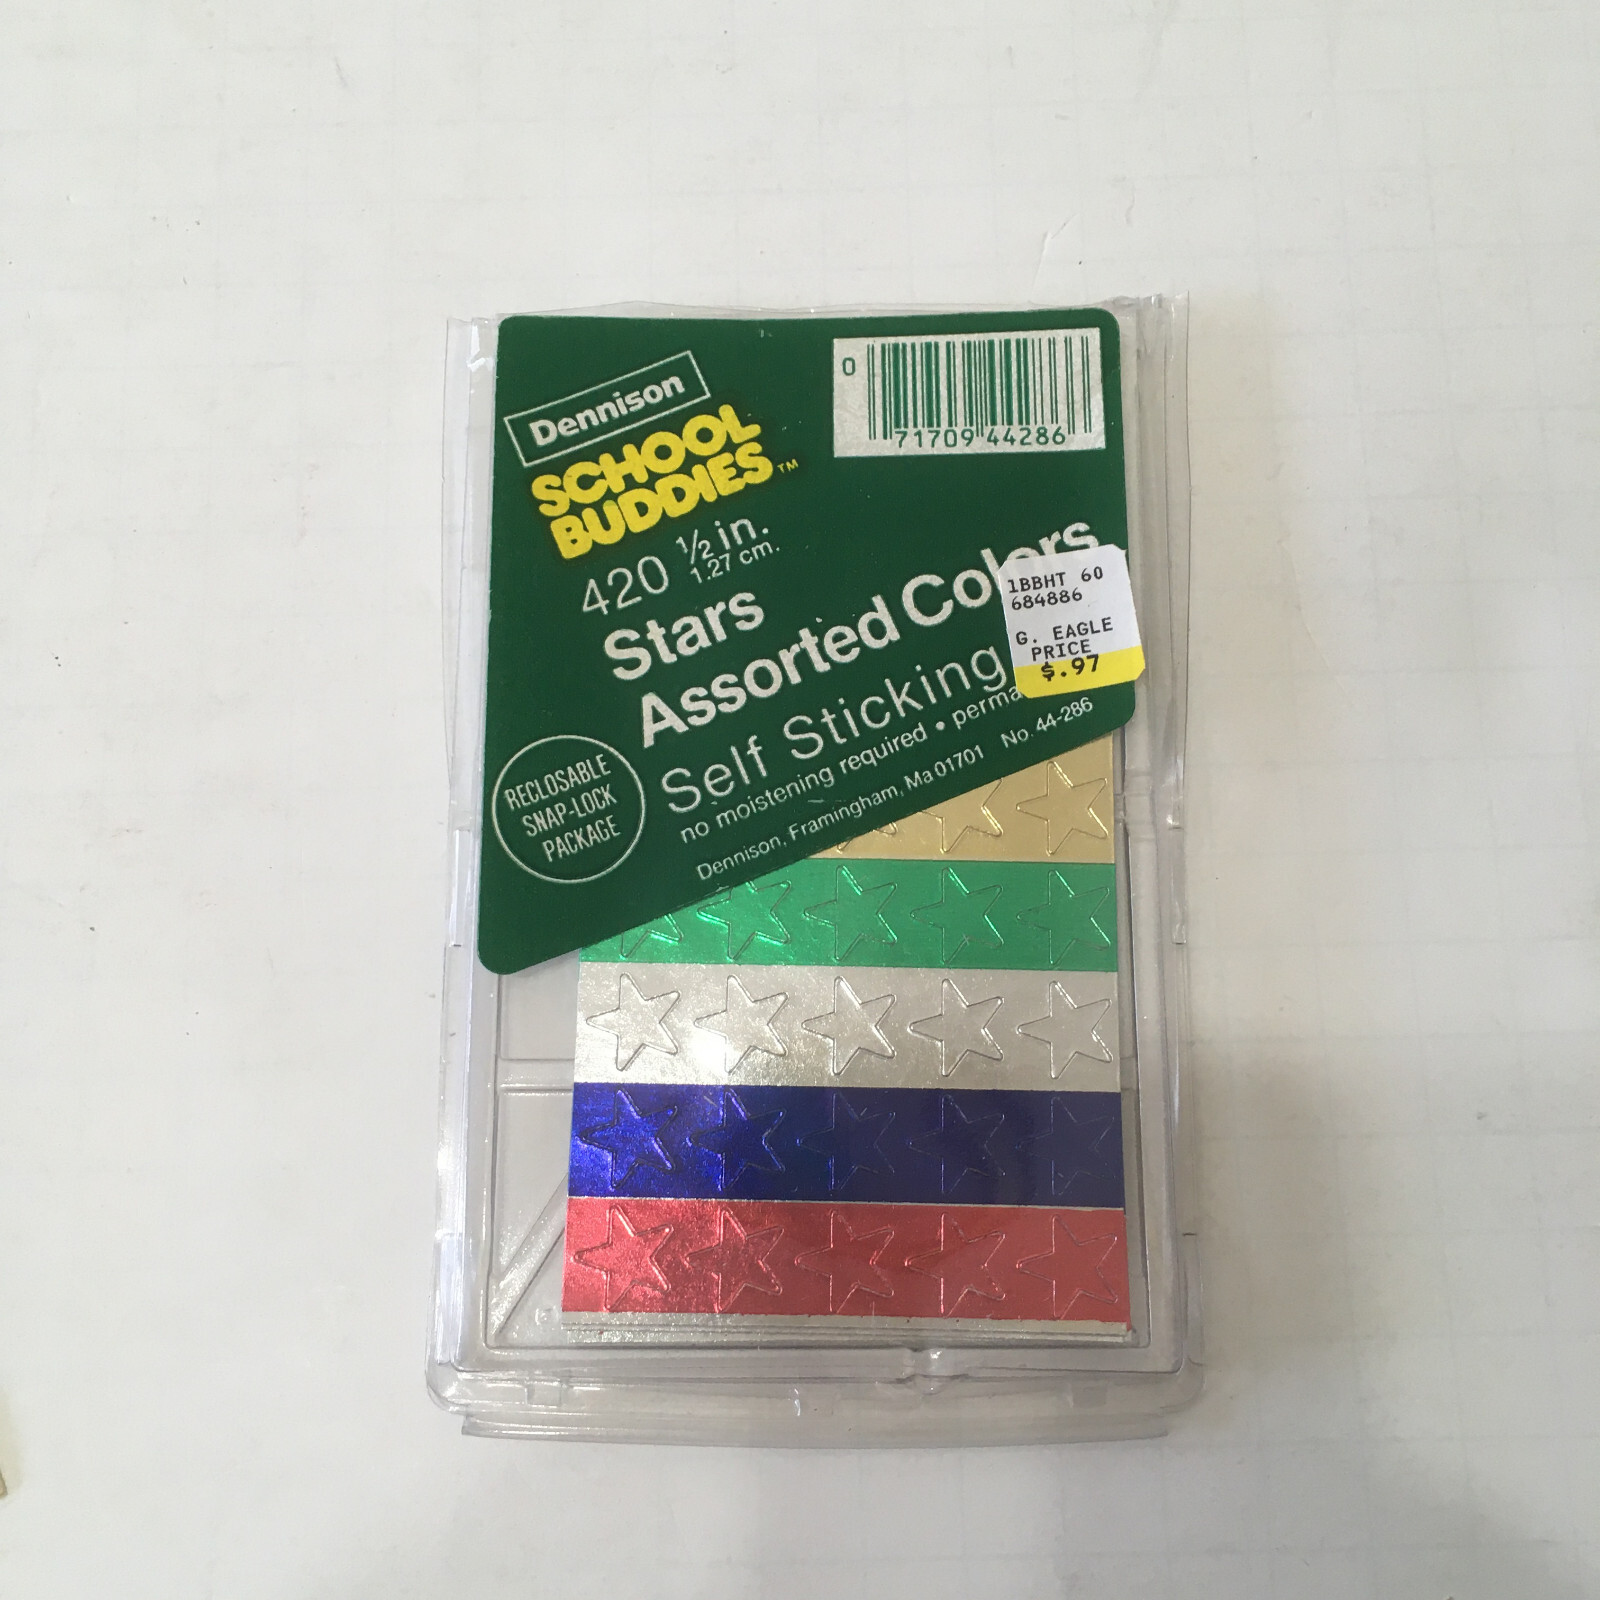 Dennison
SCHOOL
BUDDIES™
420 ½ in.
1.27 cm.
Stars
Assorted Colors
Self Sticking
no moistening required •
Dennison, Framingham, Ma 01701 No. 44-286
RECLOSABLE
SNAP-LOCK
PACKAGE
0
71709 44286
1BBHT 60
684886
G. EAGLE
PRICE
$.97